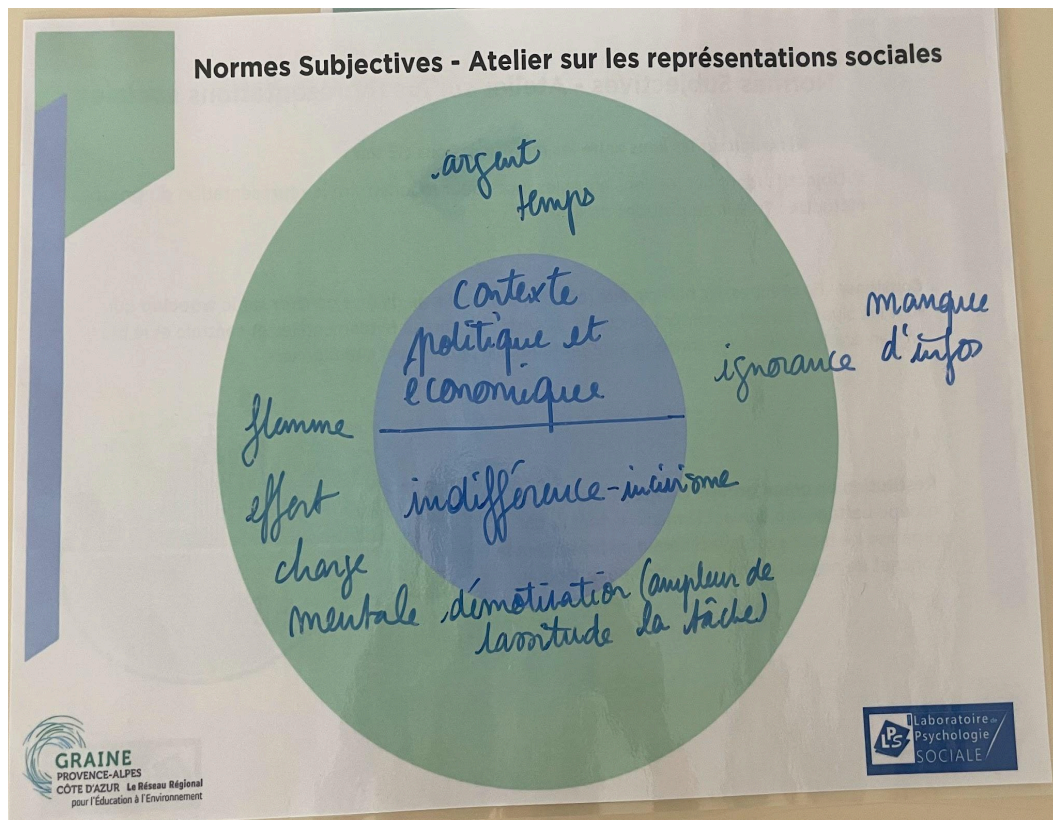 Normes Subjectives - Atelier sur les représentations sociales
argent
temps
contexte
politique et
économique
manque
d'infos
ignorance
flemme
effort
charge
mentale
indifférence-incivisme
démotivation (ampleur de
la tâche)
lassitude
GRAINE
PROVENCE-ALPES
CÔTE D'AZUR Le Réseau Régional
pour l'Éducation à l'Environnement
LPS
Laboratoire de
Psychologie
SOCIALE